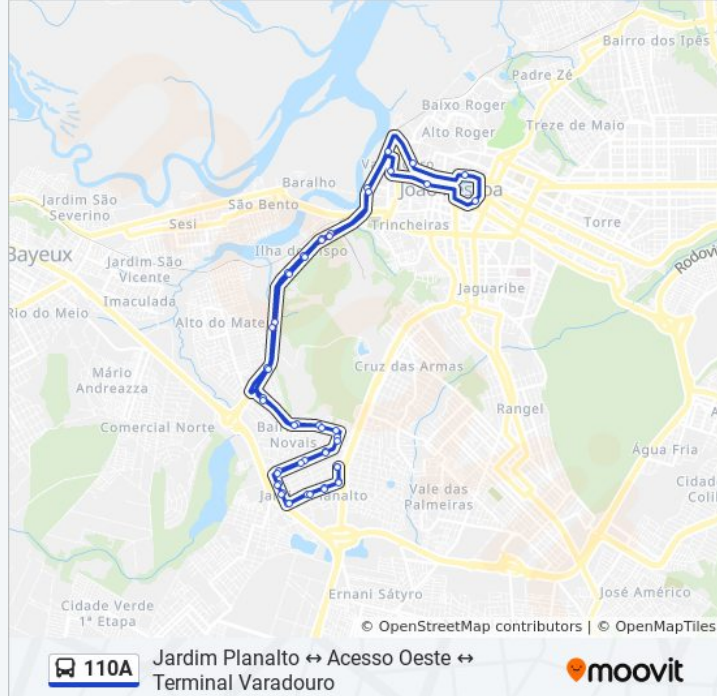 Bairro dos Ipês
Padre Zé
Baixo Roger
Alto Roger
Treze de Maio
Jardim São
Severino
Baralho
Sesi
São Bento
Trincheiras
Torre
Bayeux
Jardim São
Vicente
Imaculada
Rio do Meio
Jaguaribe
Mário
Andreazza
Cruz das Armas
Rangel
Comercial Norte
Novais
Água Fria
Vale das
Palmeiras
Ernani Sátyro
José Américo
Cidade Verde
1ª Etapa
© OpenStreetMap contributors | © OpenMapTiles
110A
Jardim Planalto ↔ Acesso Oeste ↔
Terminal Varadouro
moovit